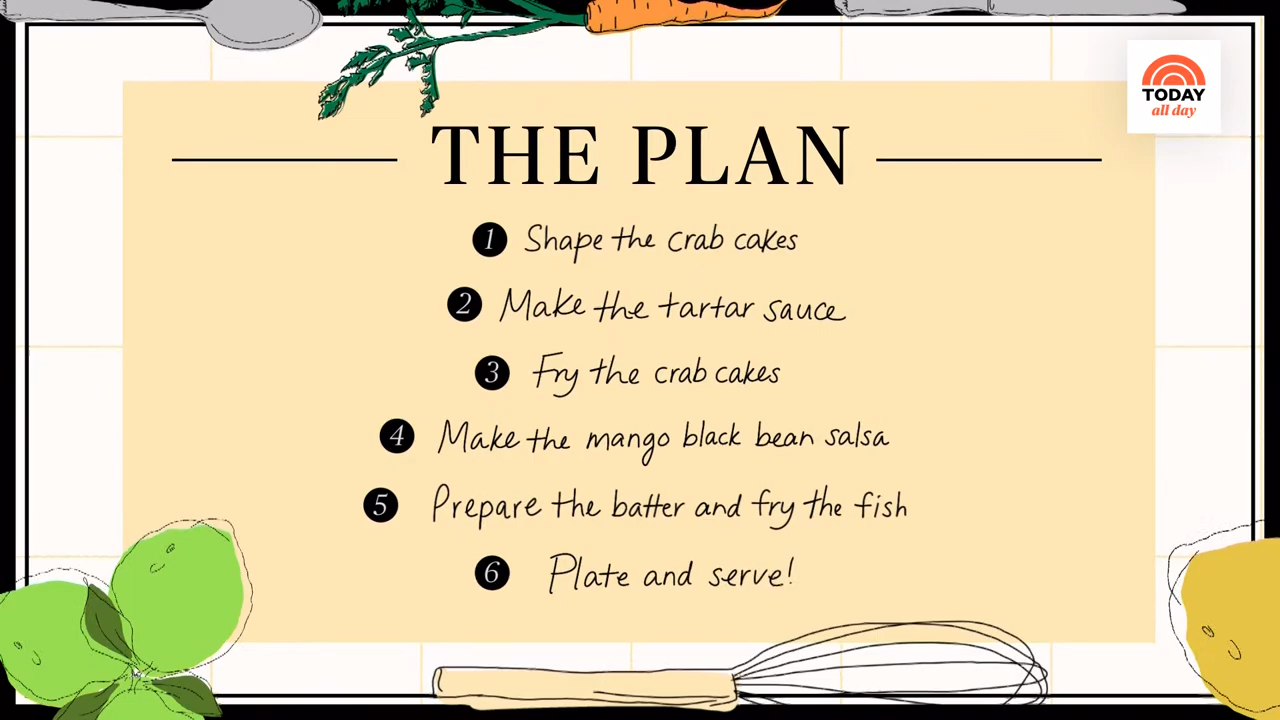 TODAY
all day
THE PLAN
1 Shape the crab cakes
2 Make the tartar sauce
3 Fry the crab cakes
4 Make the mango black bean salsa
5 Prepare the batter and fry the fish
6 Plate and serve!